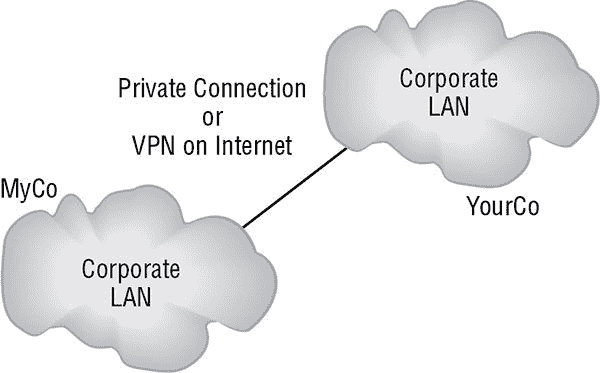 Private Connection
or
VPN on Internet
Corporate
LAN
YourCo
MyCo
Corporate
LAN